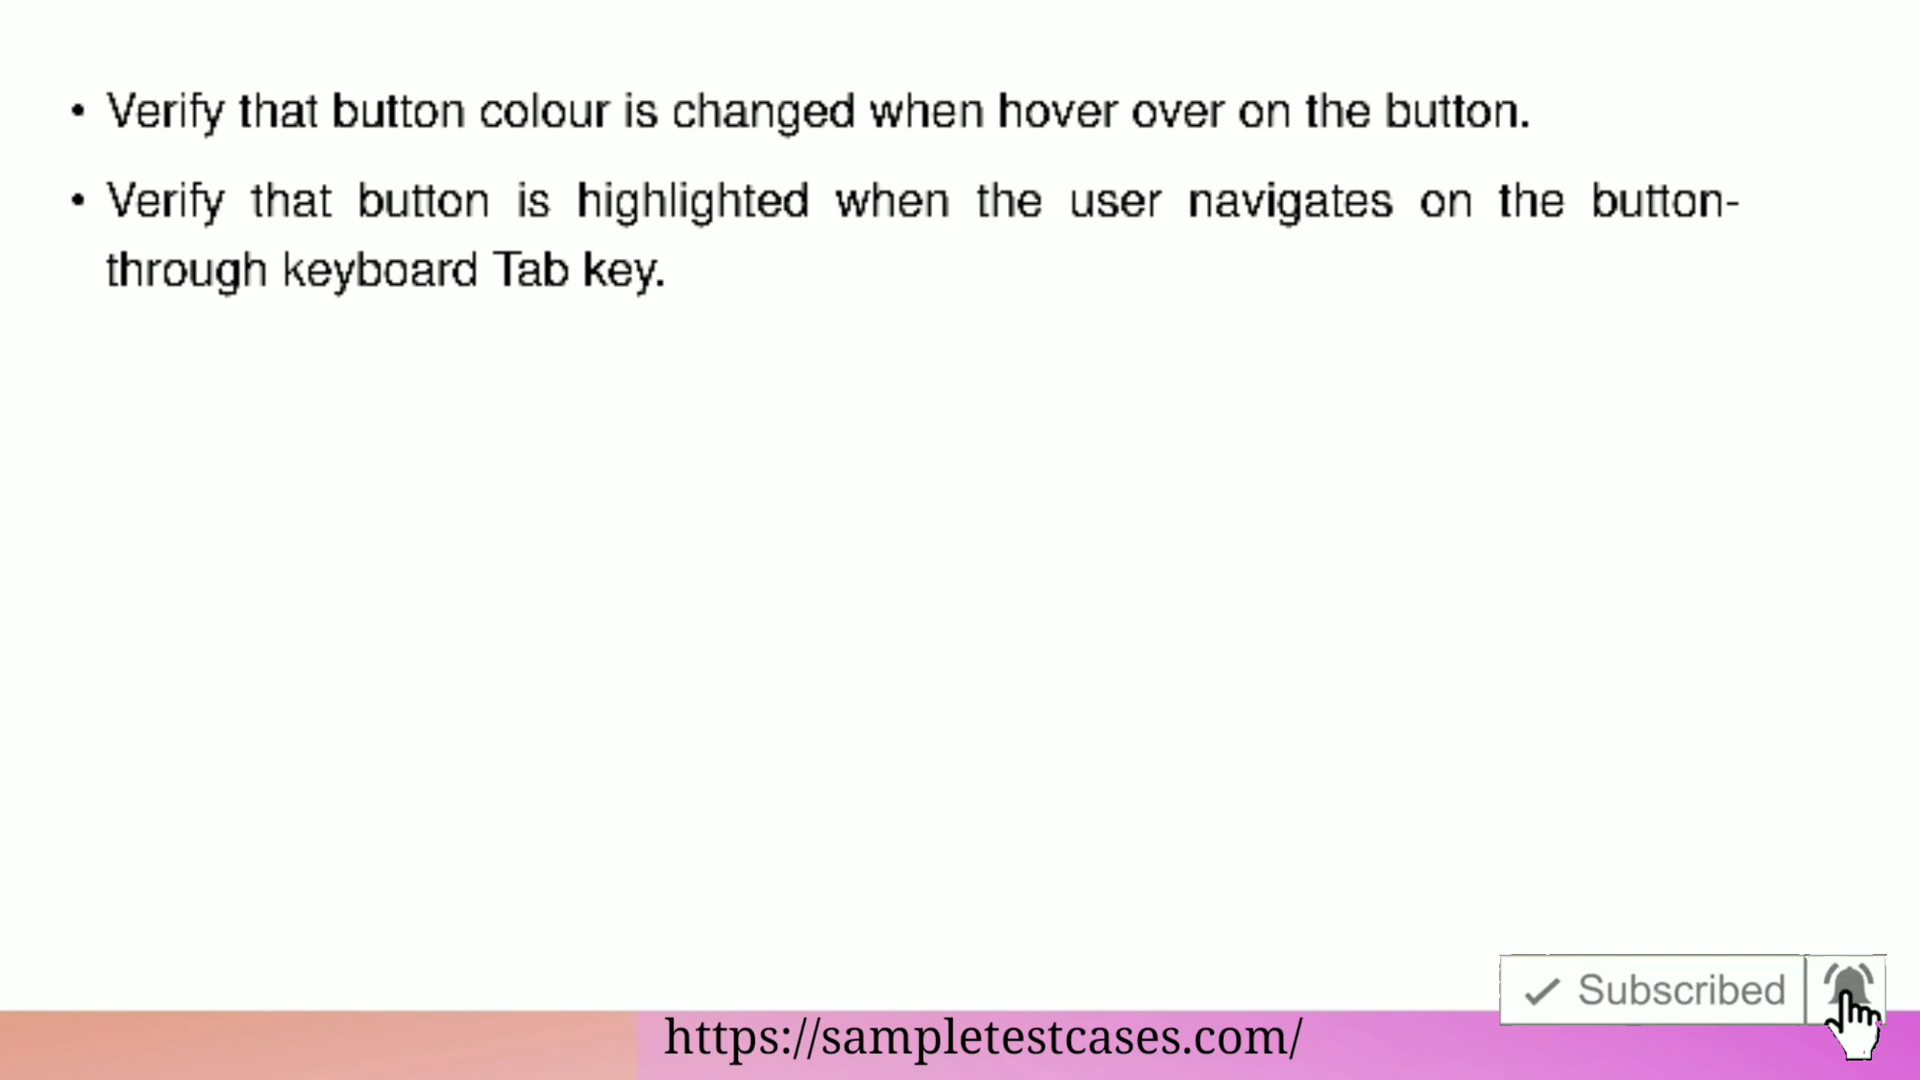 • Verify that button colour is changed when hover over on the button.
• Verify that button is highlighted when the user navigates on the button-
through keyboard Tab key.
Subscribed
https://sampletestcases.com/